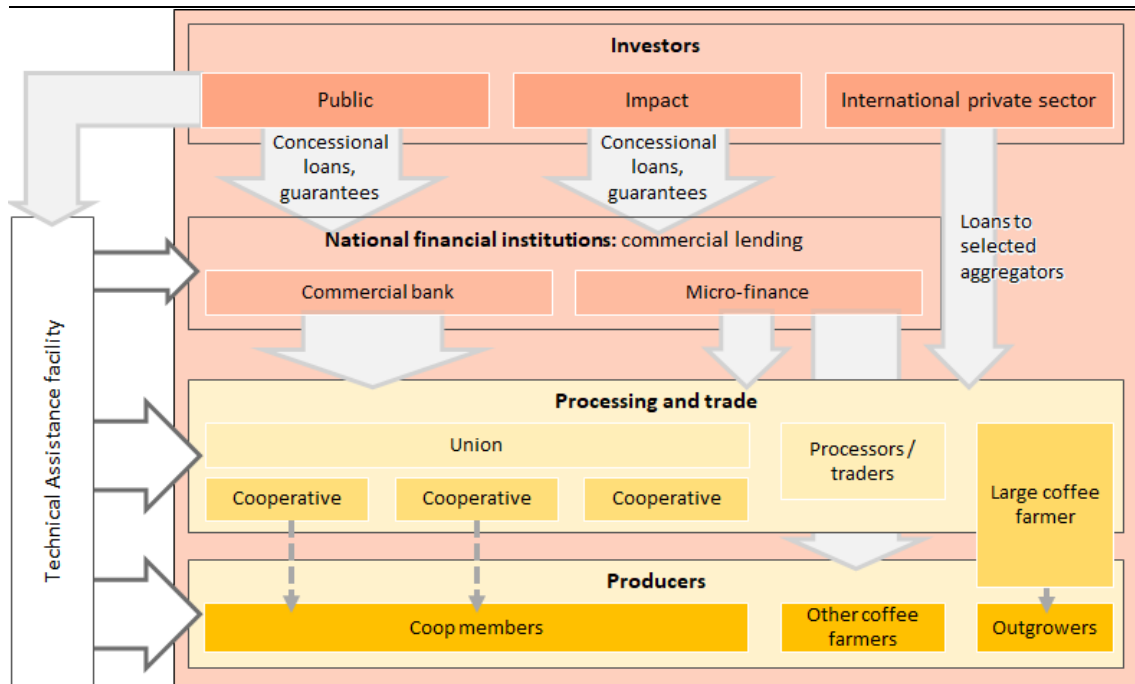 Investors
Public
Impact
International private sector
Concessional
loans,
guarantees
Concessional
loans,
guarantees
Loans to
selected
aggregators
National financial institutions: commercial lending
Commercial bank
Micro-finance
Technical Assistance facility
Processing and trade
Union
Processors /
traders
Large coffee
farmer
Cooperative
Cooperative
Cooperative
Producers
Coop members
Other coffee
farmers
Outgrowers